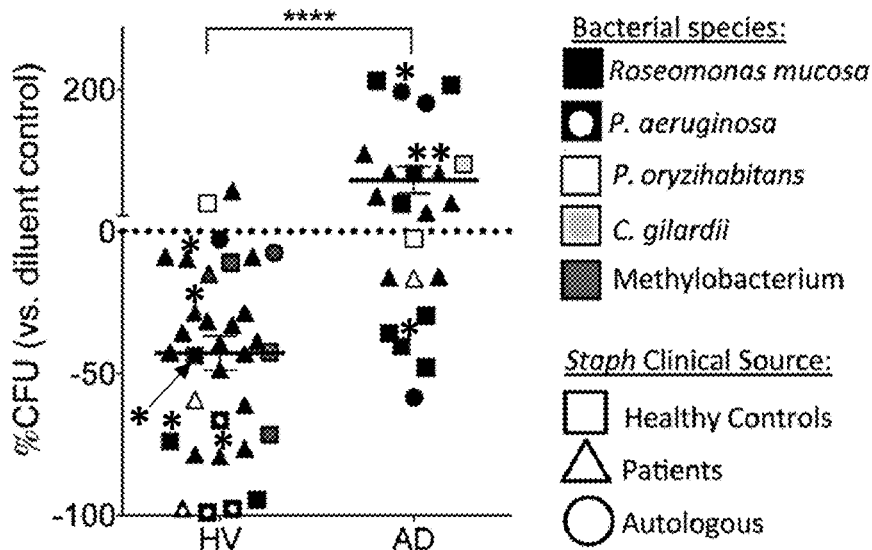 ****
%CFU (vs. diluent control)
200
0
-50
-100
HV
AD
*
* *
*
*
*
*
*
*
Bacterial species:
Roseomonas mucosa
P. aeruginosa
P. oryzihabitans
C. gilardii
Methylobacterium
Staph Clinical Source:
Healthy Controls
Patients
Autologous